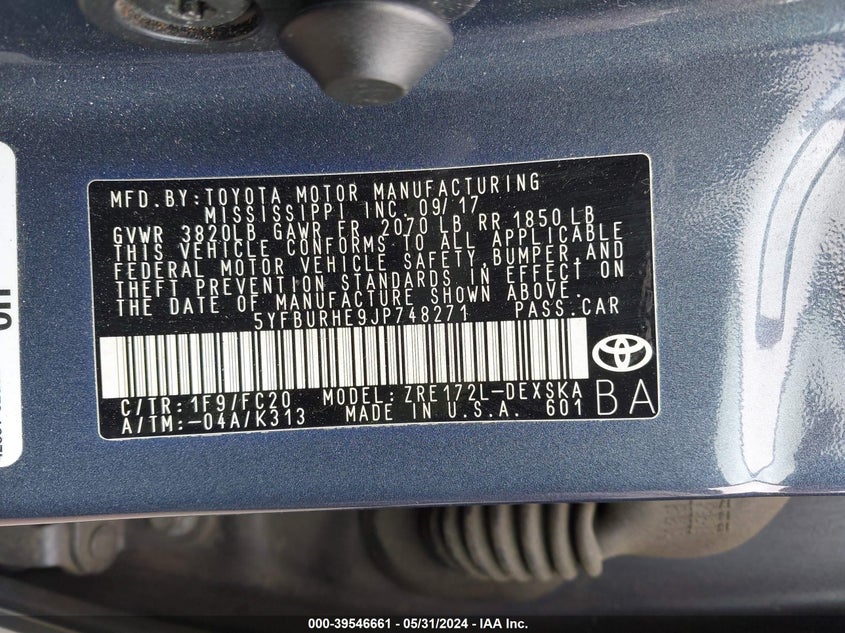 MFD.BY:TOYOTA MOTOR MANUFACTURING
MISSISSIPPI INC. 09/17
GVWR 3820LB GAWR FR 2070 LB RR 1850 LB
THIS VEHICLE CONFORMS TO ALL APPLICABLE
FEDERAL MOTOR VEHICLE SAFETY,BUMPER,AND
THEFT PREVENTION STANDARDS IN EFFECT ON
THE DATE OF MANUFACTURE SHOWN ABOVE.
5YFBURHE9JP748271 PASS.CAR
C/TR:1F9/FC20 MODEL:ZRE172L-DEXSKA
A/TM:-04A/K313 MADE IN U.S.A. 601
BA
000-39546661 - 05/31/2024 - IAA Inc.